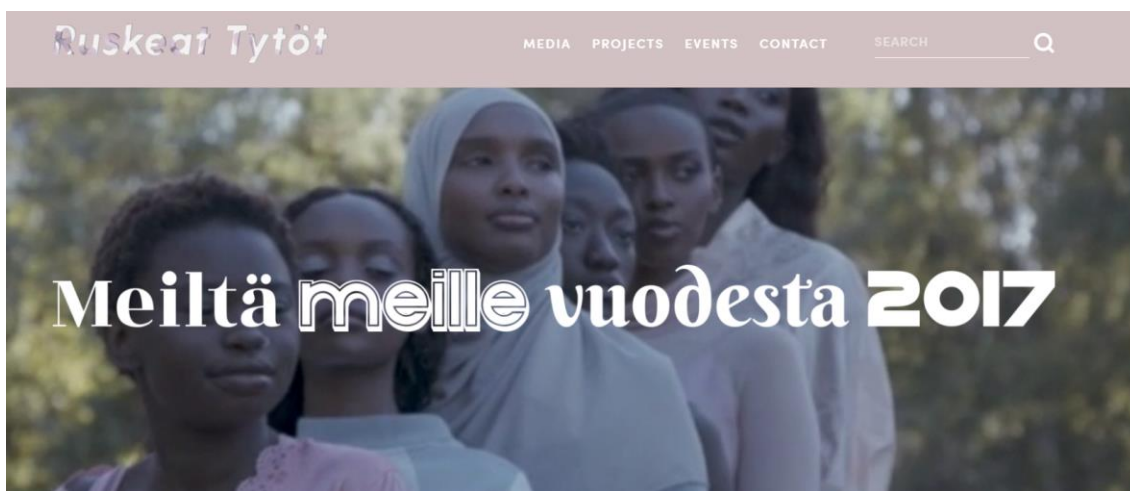 Ruskeat Tytöt
MEDIA PROJECTS EVENTS CONTACT SEARCH
Meiltä meille vuodesta 2017